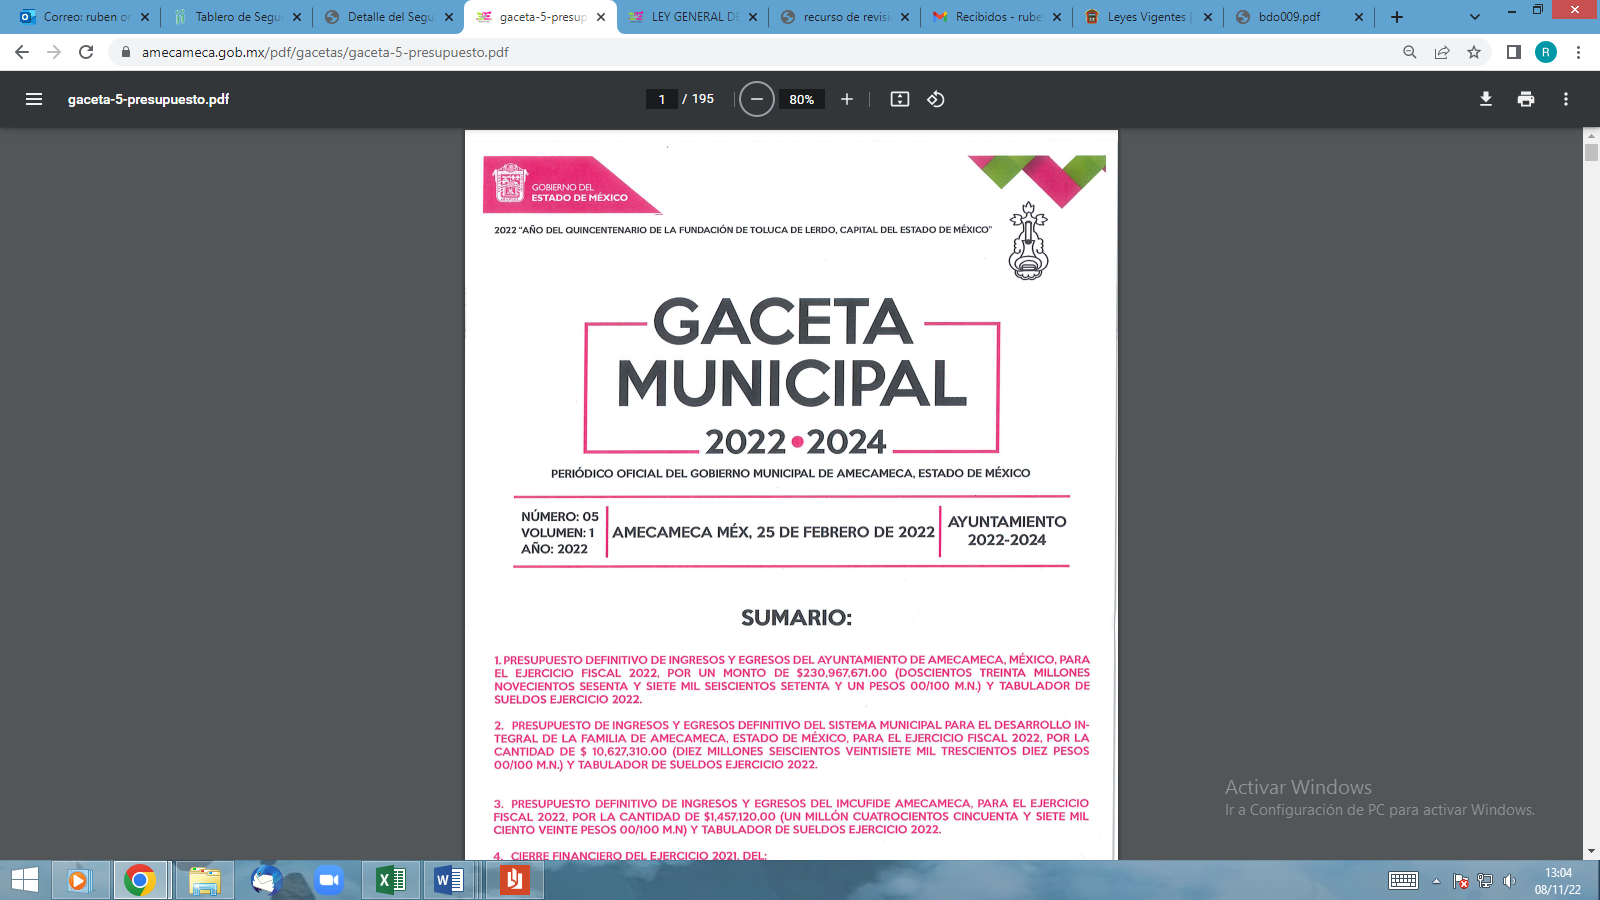 Correo: ruben or
Tablero de Segu
Detalle del Segu
gaceta-5-presup
LEY GENERAL DE
recurso de revisi
Recibidos - rube
Leyes Vigentes |
bdo009.pdf
amecameca.gob.mx/pdf/gacetas/gaceta-5-presupuesto.pdf
R
gaceta-5-presupuesto.pdf
1 / 195
80%
GOBIERNO DEL
ESTADO DE MÉXICO
2022 "AÑO DEL QUINCENTENARIO DE LA FUNDACIÓN DE TOLUCA DE LERDO, CAPITAL DEL ESTADO DE MÉXICO"
GACETA
MUNICIPAL
2022•2024
PERIÓDICO OFICIAL DEL GOBIERNO MUNICIPAL DE AMECAMECA, ESTADO DE MÉXICO
NÚMERO: 05
VOLUMEN: 1
AÑO: 2022
AMECAMECA MÉX, 25 DE FEBRERO DE 2022
AYUNTAMIENTO
2022-2024
SUMARIO:
1. PRESUPUESTO DEFINITIVO DE INGRESOS Y EGRESOS DEL AYUNTAMIENTO DE AMECAMECA, MÉXICO, PARA
EL EJERCICIO FISCAL 2022, POR UN MONTO DE $230,967,671.00 (DOSCIENTOS TREINTA MILLONES
NOVECIENTOS SESENTA Y SIETE MIL SEISCIENTOS SETENTA Y UN PESOS 00/100 M.N.) Y TABULADOR DE
SUELDOS EJERCICIO 2022.
2. PRESUPUESTO DE INGRESOS Y EGRESOS DEFINITIVO DEL SISTEMA MUNICIPAL PARA EL DESARROLLO IN-
TEGRAL DE LA FAMILIA DE AMECAMECA, ESTADO DE MÉXICO, PARA EL EJERCICIO FISCAL 2022, POR LA
CANTIDAD DE $ 10,627,310.00 (DIEZ MILLONES SEISCIENTOS VEINTISIETE MIL TRESCIENTOS DIEZ PESOS
00/100 M.N.) Y TABULADOR DE SUELDOS EJERCICIO 2022.
3. PRESUPUESTO DEFINITIVO DE INGRESOS Y EGRESOS DEL IMCUFIDE AMECAMECA, PARA EL EJERCICIO
FISCAL 2022, POR LA CANTIDAD DE $1,457,120.00 (UN MILLÓN CUATROCIENTOS CINCUENTA Y SIETE MIL
CIENTO VEINTE PESOS 00/100 M.N) Y TABULADOR DE SUELDOS EJERCICIO 2022.
4. CIERRE FINANCIERO DEL EJERCICIO 2021, DEL:
Activar Windows
Ir a Configuración de PC para activar Windows.
13:04
08/11/22